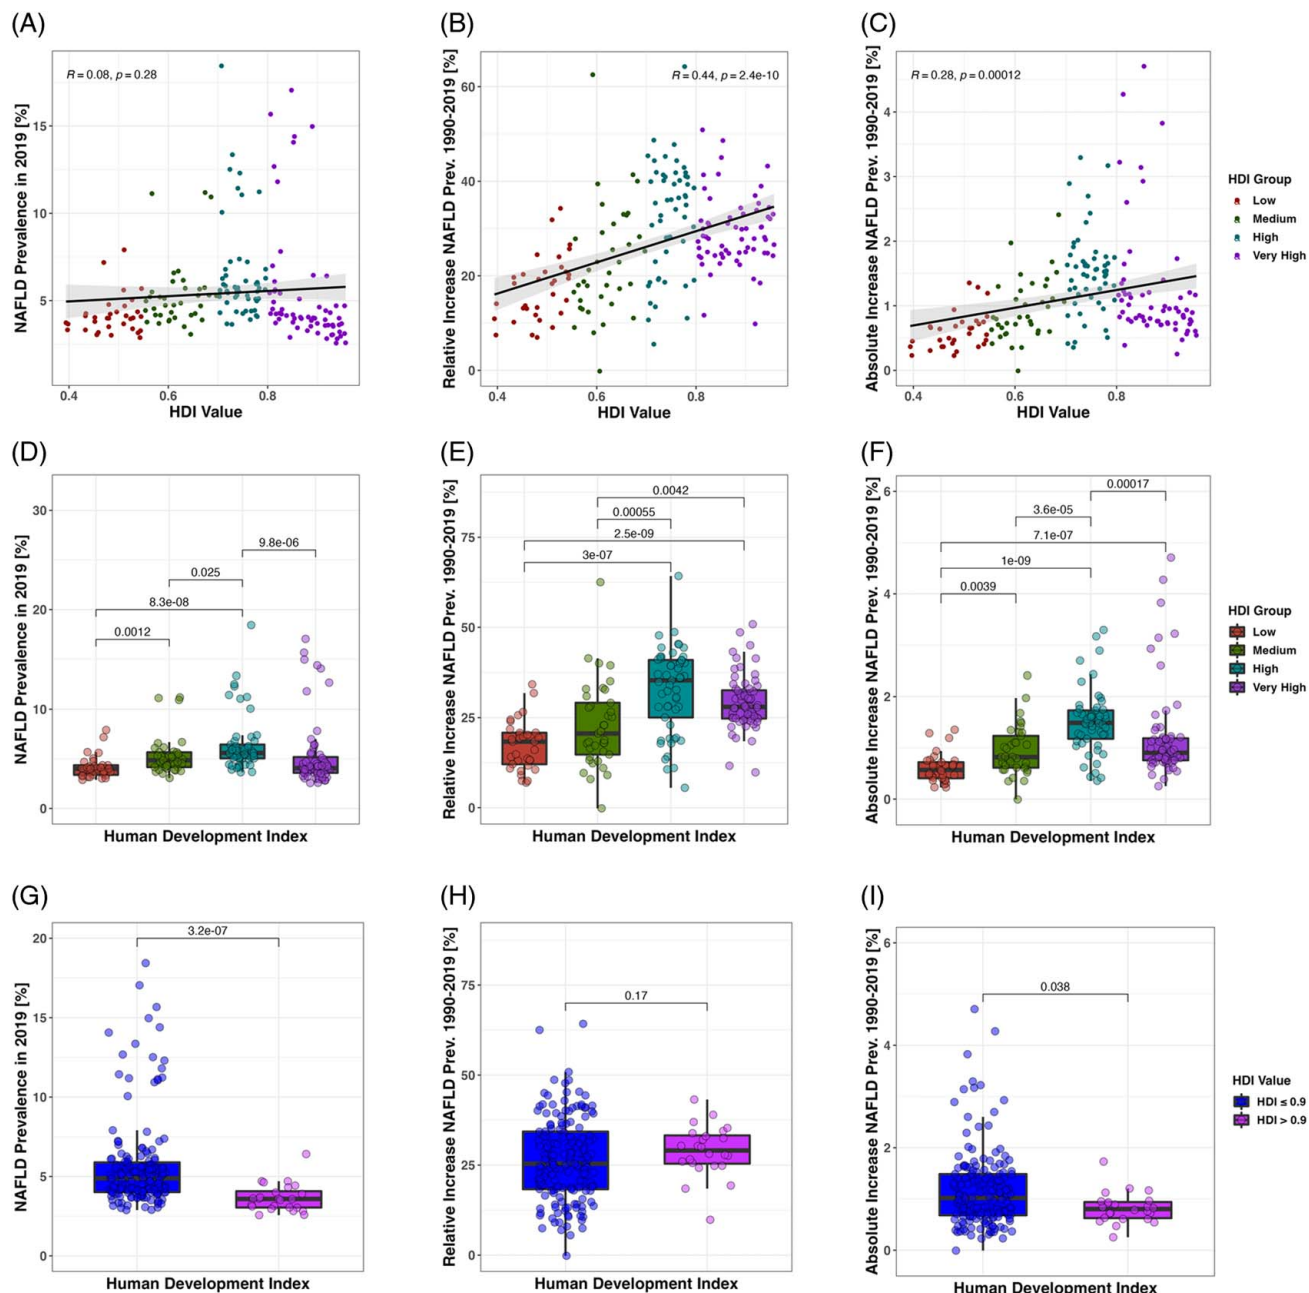 (A)
(B)
(C)
NAFLD Prevalence in 2019 [%]
R = 0.08, p = 0.28
15
10
5
0.4 0.6 0.8
HDI Value
Relative Increase NAFLD Prev. 1990-2019 [%]
R = 0.44, p = 2.4e-10
60
40
20
0
0.4 0.6 0.8
HDI Value
Absolute Increase NAFLD Prev. 1990-2019 [%]
R = 0.28, p = 0.00012
4
2
1
0
0.4 0.6 0.8
HDI Value
HDI Group
Low
Medium
High
Very High
(D)
(E)
(F)
NAFLD Prevalence in 2019 [%]
30
20
10
0
9.8e-06
0.025
8.3e-08
0.0012
Human Development Index
Relative Increase NAFLD Prev. 1990-2019 [%]
75
50
25
0
0.0042
0.00055
2.5e-09
3e-07
Human Development Index
Absolute Increase NAFLD Prev. 1990-2019 [%]
6
4
2
0
0.00017
3.6e-05
7.1e-07
1e-09
0.0039
Human Development Index
HDI Group
Low
Medium
High
Very High
(G)
(H)
(I)
NAFLD Prevalence in 2019 [%]
20
15
10
5
0
3.2e-07
Human Development Index
Relative Increase NAFLD Prev. 1990-2019 [%]
75
50
25
0
0.17
Human Development Index
Absolute Increase NAFLD Prev. 1990-2019 [%]
6
4
2
0
0.038
Human Development Index
HDI Value
HDI ≤ 0.9
HDI > 0.9